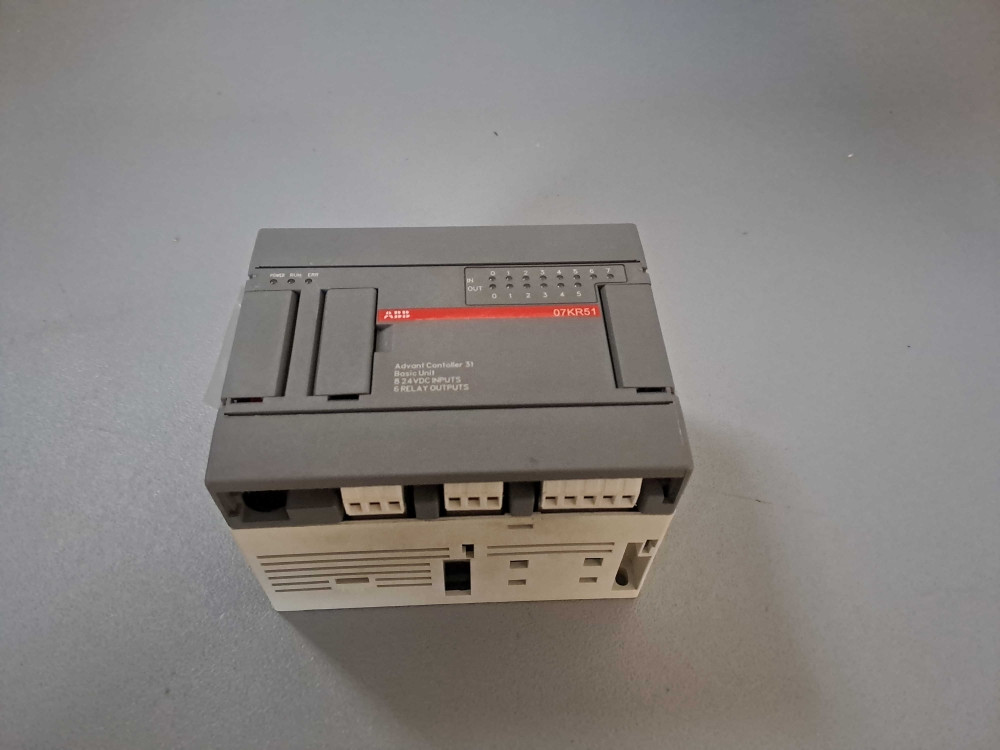 POWER RUN ERR
0 1 2 3 4 5 6 7
IN
OUT
0 1 2 3 4 5
ABB 07KR51
Advant Contoller 31
Basic Unit
8 24VDC INPUTS
6 RELAY OUTPUTS